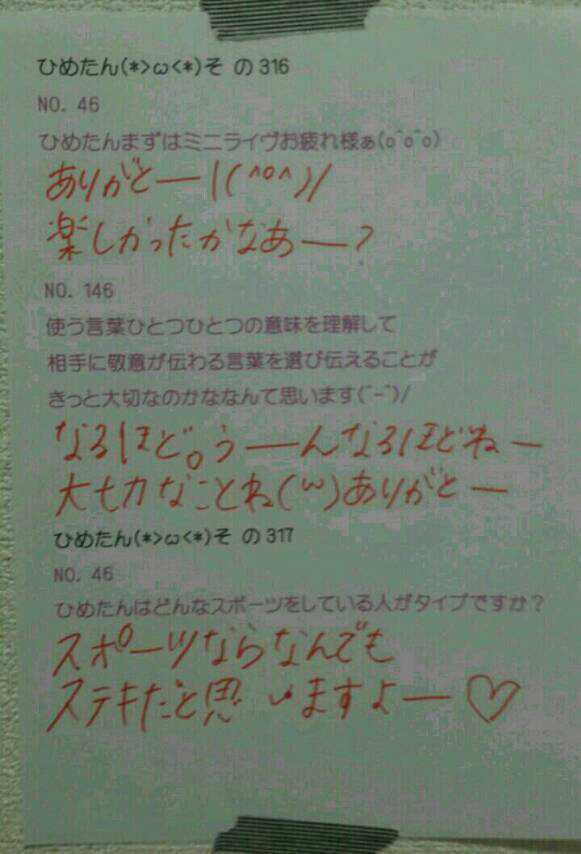 ひめたん(*>ω<*)そ の316
NO. 46
ひめたんまずはミニライヴお疲れ様ぁ(o^o^o)
ありがとー\(^o^)/
楽しかったかなあー?
NO. 146
使う言葉ひとつひとつの意味を理解して
相手に敬意が伝わる言葉を選び伝えることが
きっと大切なのかななんて思います(^-^)/
なるほど。うーんなるほどねー
大切なことね(ω)ありがとー
ひめたん(*>ω<*)そ の317
NO. 46
ひめたんはどんなスポーツをしている人がタイプですか?
スポーツならなんでも
ステキだと思いますよー♡